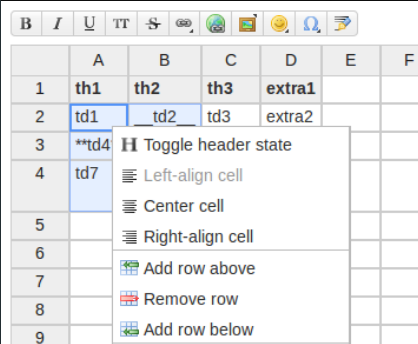 B I U TT S Ω
A B C D E F
1 th1 th2 th3 extra1
2 td1 __td2__ td3 extra2
3 **td4
4 td7
5
6
7
8
9
H Toggle header state
Left-align cell
Center cell
Right-align cell
Add row above
Remove row
Add row below